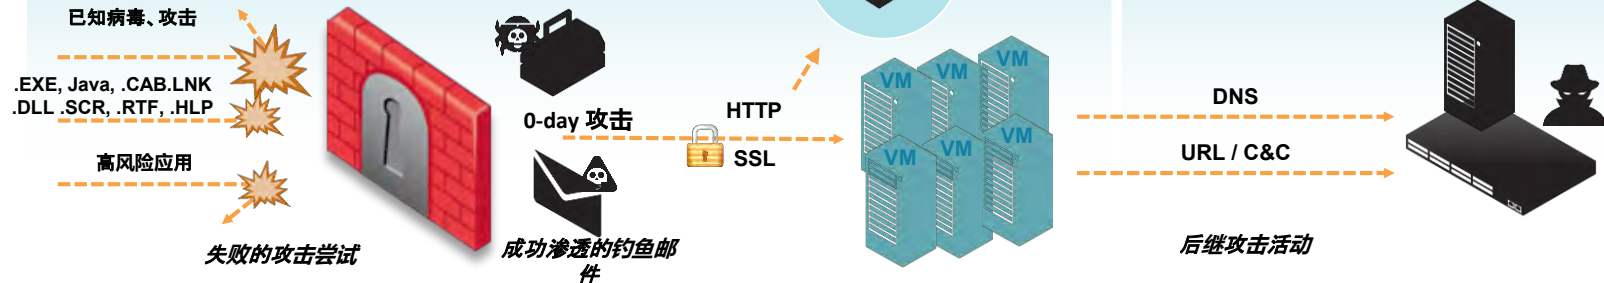 已知病毒、攻击
.EXE, Java, .CAB.LNK
.DLL .SCR, .RTF, .HLP
高风险应用
失败的攻击尝试
0-day 攻击
成功渗透的钓鱼邮
件
HTTP
SSL
VM
VM
VM
VM
VM
VM
DNS
URL / C&C
后继攻击活动